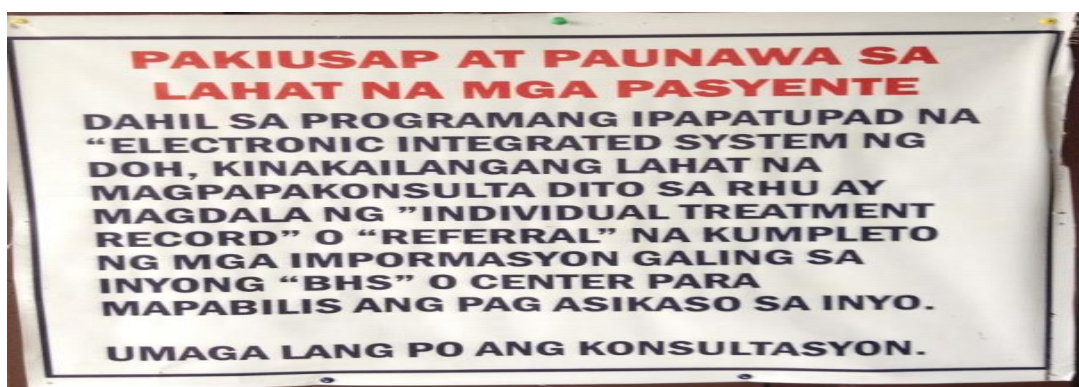 PAKIUSAP AT PAUNAWA SA
LAHAT NA MGA PASYENTE
DAHIL SA PROGRAMANG IPAPATUPAD NA
“ELECTRONIC INTEGRATED SYSTEM NG
DOH, KINAKAILANGANG LAHAT NA
MAGPAPAKONSULTA DITO SA RHU AY
MAGDALA NG ”INDIVIDUAL TREATMENT
RECORD” O “REFERRAL” NA KUMPLETO
NG MGA IMPORMASYON GALING SA
INYONG “BHS” O CENTER PARA
MAPABILIS ANG PAG ASIKASO SA INYO.
UMAGA LANG PO ANG KONSULTASYON.